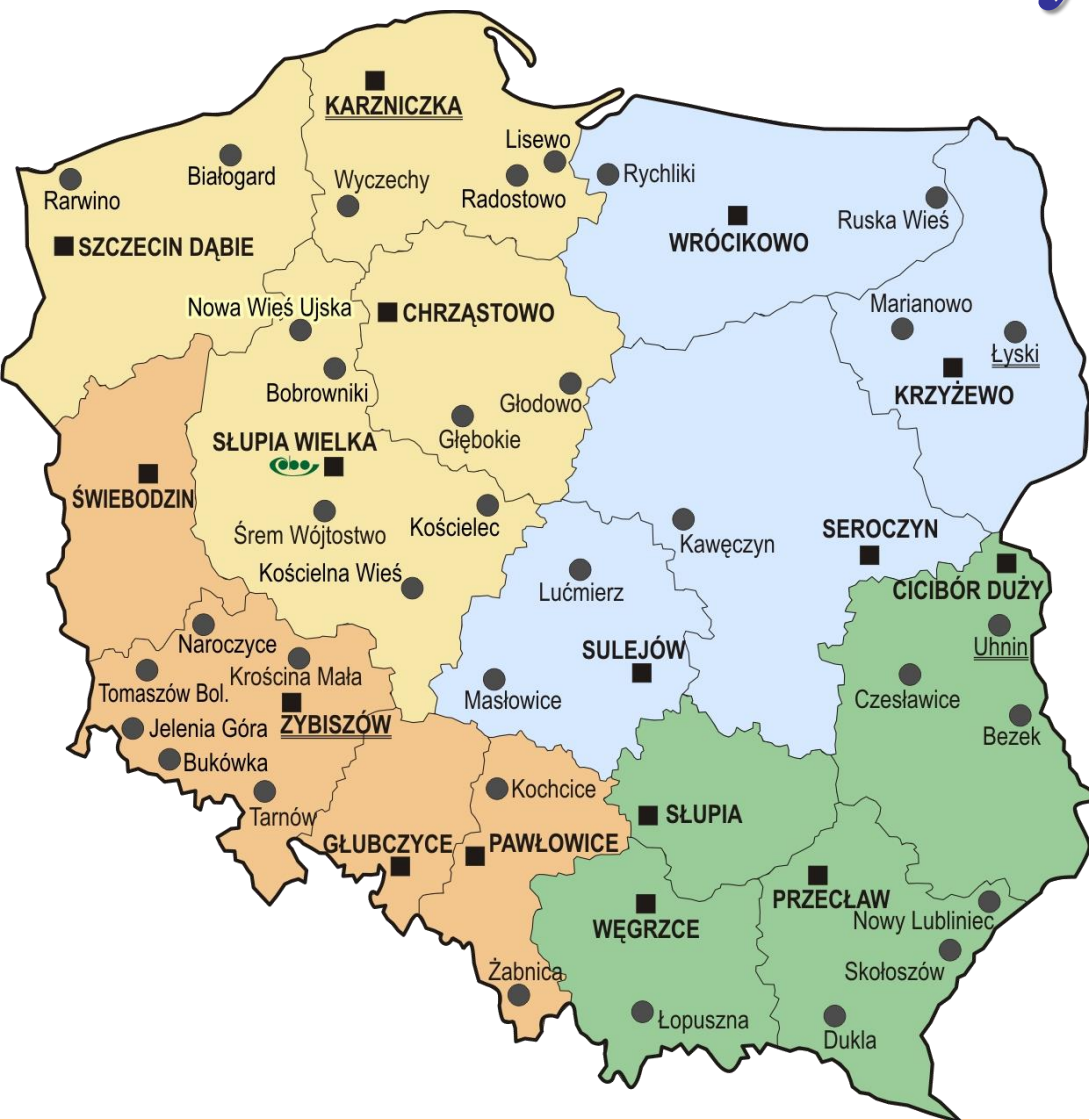 KARZNICZKA
Lisewo
Białogard
Wyczechy
Radostowo
Rarwino
Rychliki
Ruska Wieś
WRÓCIKOWO
SZCZECIN DĄBIE
Nowa Więś Ujska
CHRZĄSTOWO
Marianowo
Łyski
KRZYŻEWO
Bobrowniki
Głodowo
Głębokie
SŁUPIA WIELKA
ŚWIEBODZIN
Śrem Wójtostwo
Kościelec
Kawęczyn
SEROCZYN
Kościelna Wieś
Lućmierz
CICIBÓR DUŻY
Naroczyce
Uhnin
Krościna Mała
SULEJÓW
Tomaszów Bol.
Masłowice
Czesławice
ZYBISZÓW
Jelenia Góra
Bezek
Bukówka
Kochcice
Tarnów
SŁUPIA
GŁUBCZYCE
PAWŁOWICE
PRZECŁAW
Nowy Lubliniec
WĘGRZCE
Żabnica
Skołoszów
Łopuszna
Dukla